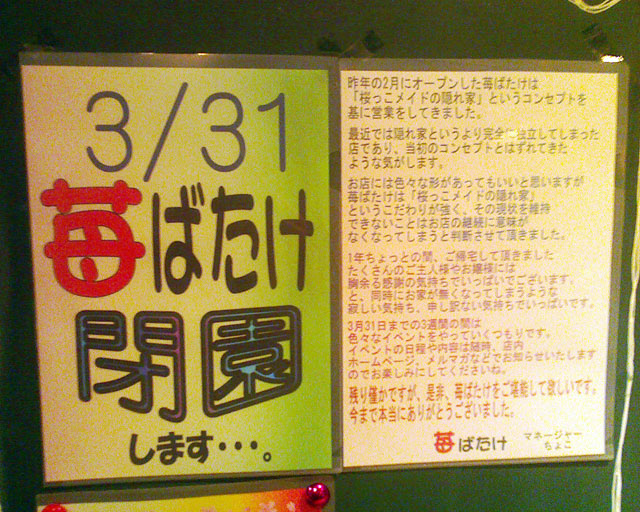 3/31
苺ばたけ
閉園
します・・・。
昨年の2月にオープンした苺ばたけは
「桜っこメイドの隠れ家」というコンセプトを
基に営業をしてきました。
最近では隠れ家というより完全に独立してしまった
店であり、当初のコンセプトとはずれてきた
ような気がします。
お店には色々な形があってもいいと思いますが
苺ばたけは「桜っこメイドの隠れ家」
というこだわりが強く、その現状を維持
できないことはお店の継続に意味が
なくなってしまうと判断させて頂きました。
1年ちょっとの間、ご帰宅して頂きました
たくさんのご主人様やお嬢様には
胸余る感謝の気持ちでいっぱいでございます。
と、同時にお家が無くなってしまうような
寂しい気持ち、申し訳ない気持ちでいっぱいです。
3月31日までの3週間の間は
色々なイベントをやっていくつもりです。
イベントの日程や内容は随時、店内
ホームページ、メルマガなどでお知らせいたします
のでお楽しみにしてくださいね。
残り僅かですが、是非、苺ばたけをご堪能して欲しいです。
今まで本当にありがとうございました。
苺ばたけ マネージャー
ちょこ